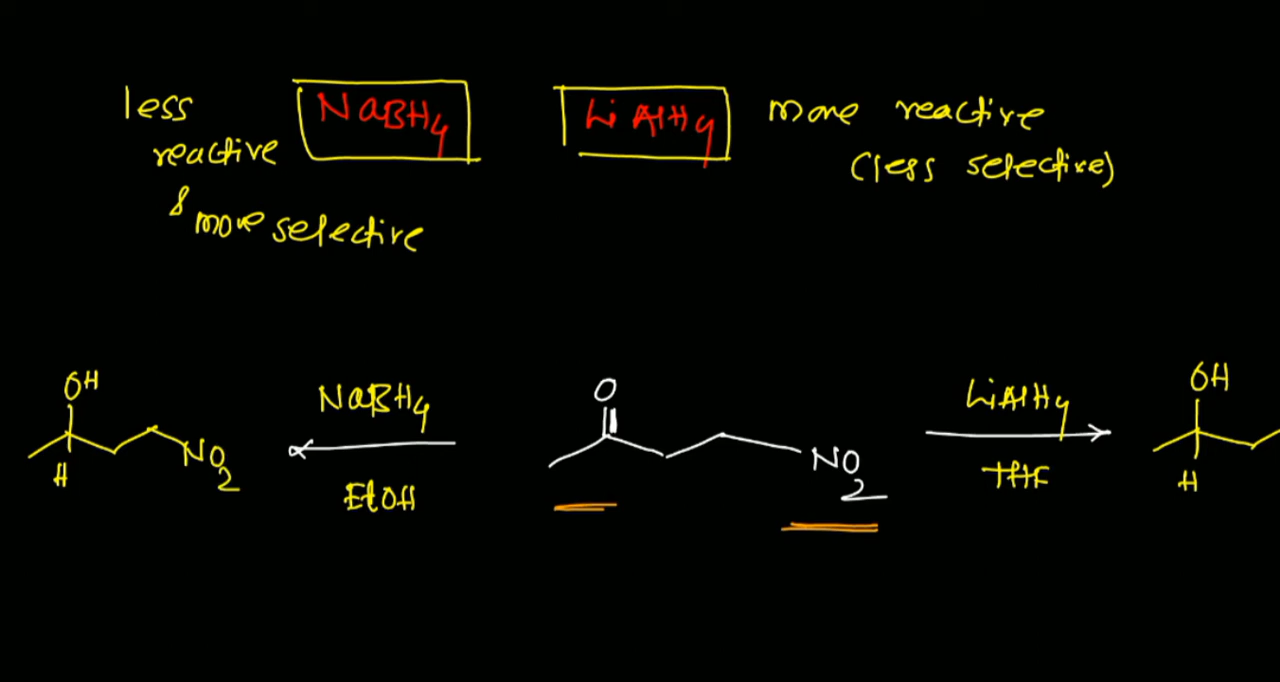 less
reactive
& more selective
NaBH4
LiAlH4
more reactive
(less selective)
OH
H
NO2
NaBH4
EtOH
O
NO2
LiAlH4
THF
OH
H